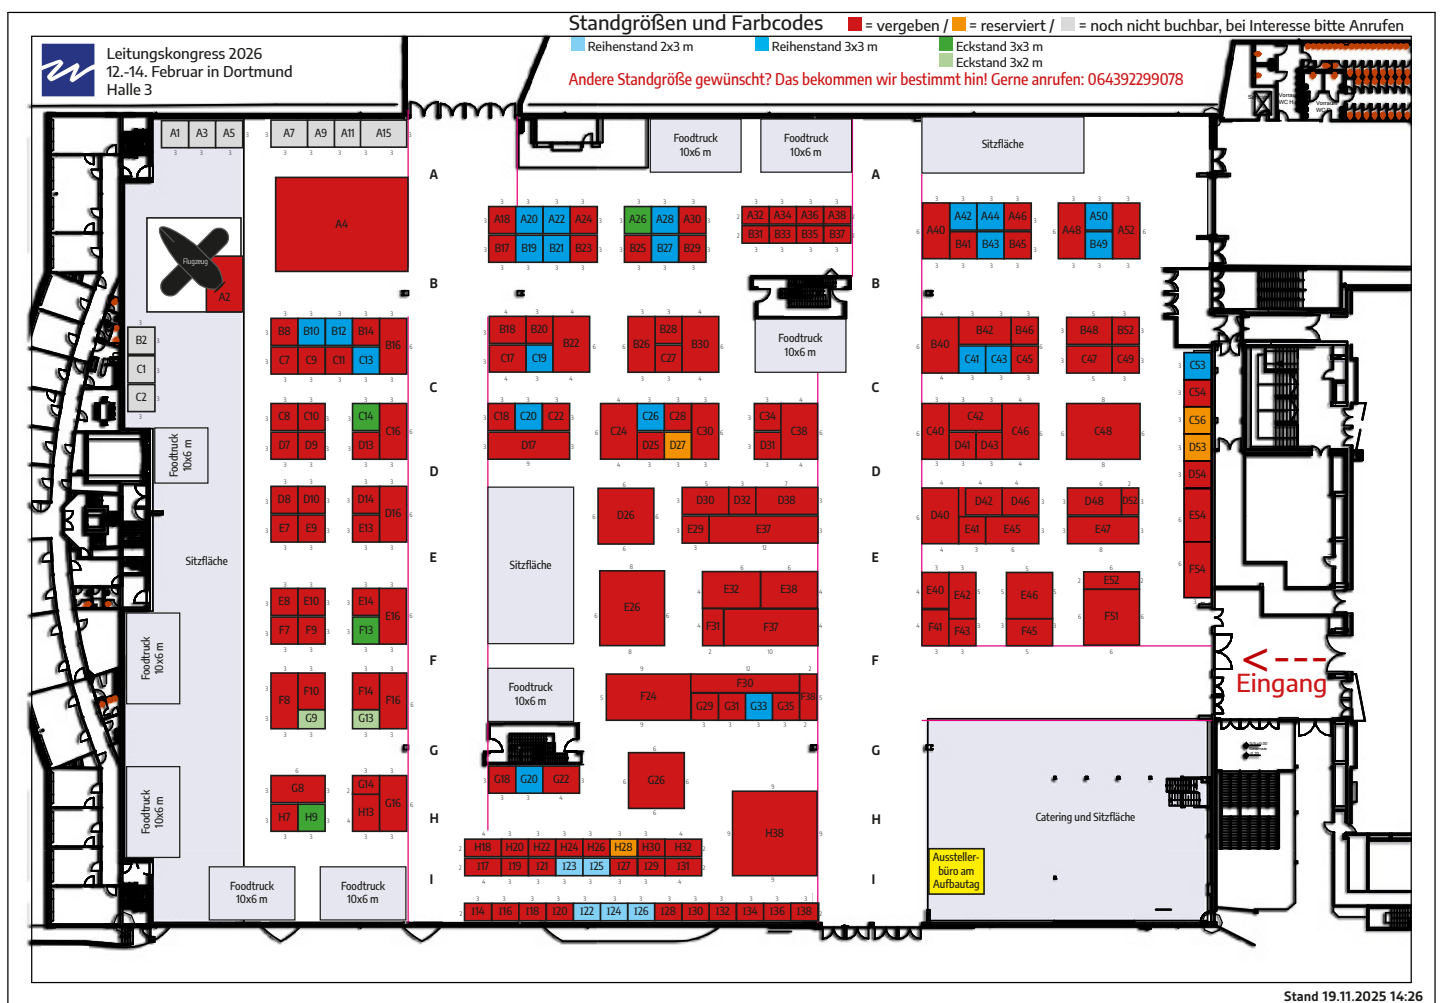 Standgrößen und Farbcodes
= vergeben / = reserviert / = noch nicht buchbar, bei Interesse bitte Anrufen
Reihenstand 2x3 m
Reihenstand 3x3 m
Eckstand 3x3 m
Eckstand 3x2 m
Andere Standgröße gewünscht? Das bekommen wir bestimmt hin! Gerne anrufen: 064392299078
Leitungskongress 2026
12.-14. Februar in Dortmund
Halle 3
A1 A3 A5 A7 A9 A11 A15
Foodtruck
10x6 m
Foodtruck
10x6 m
Sitzfläche
A A
A4
A18 A20 A22 A24 A26 A28 A30 A32 A34 A36 A38 A40 A42 A44 A46 A48 A50 A52
B17 B19 B21 B23 B25 B27 B29 B31 B33 B35 B37 B41 B43 B45 B49
Flugzeug
A2
B B
B8 B10 B12 B14 B16 B18 B20 B22 B26 B28 B30 B40 B42 B46 B48 B52
Foodtruck
10x6 m
B2
C1
C2
C7 C9 C11 C13 C17 C19 C27 C41 C43 C45 C47 C49
C53
C54
C56
D53
D54
E54
F54
C C
C8 C10 C14 C16 C18 C20 C22 C24 C26 C28 C30 C34 C38 C40 C42 C46 C48
D7 D9 D13 D17 D25 D27 D31 D41 D43
Foodtruck
10x6 m
D D
D8 D10 D14 D16 D26 D30 D32 D38 D40 D42 D46 D48 D52
E7 E9 E13 E29 E37 E41 E45 E47
Sitzfläche
Sitzfläche
E E
E8 E10 E14 E16 E26 E32 E38 E40 E42 E46 E52
F7 F9 F13 F31 F37 F41 F43 F45 F51
Foodtruck
10x6 m
F F
Eingang
F8 F10 F14 F16 F24 F30 F38
G9 G13 G29 G31 G33 G35
Foodtruck
10x6 m
G G
G18 G20 G22 G26
G8 G14 G16
H7 H9 H13 H38
Foodtruck
10x6 m
H H
Catering und Sitzfläche
H18 H20 H22 H24 H26 H28 H30 H32
I17 I19 I21 I23 I25 I27 I29 I31
Aussteller-
büro am
Aufbautag
I I
Foodtruck
10x6 m
Foodtruck
10x6 m
I14 I16 I18 I20 I22 I24 I26 I28 I30 I32 I34 I36 I38
Stand 19.11.2025 14:26